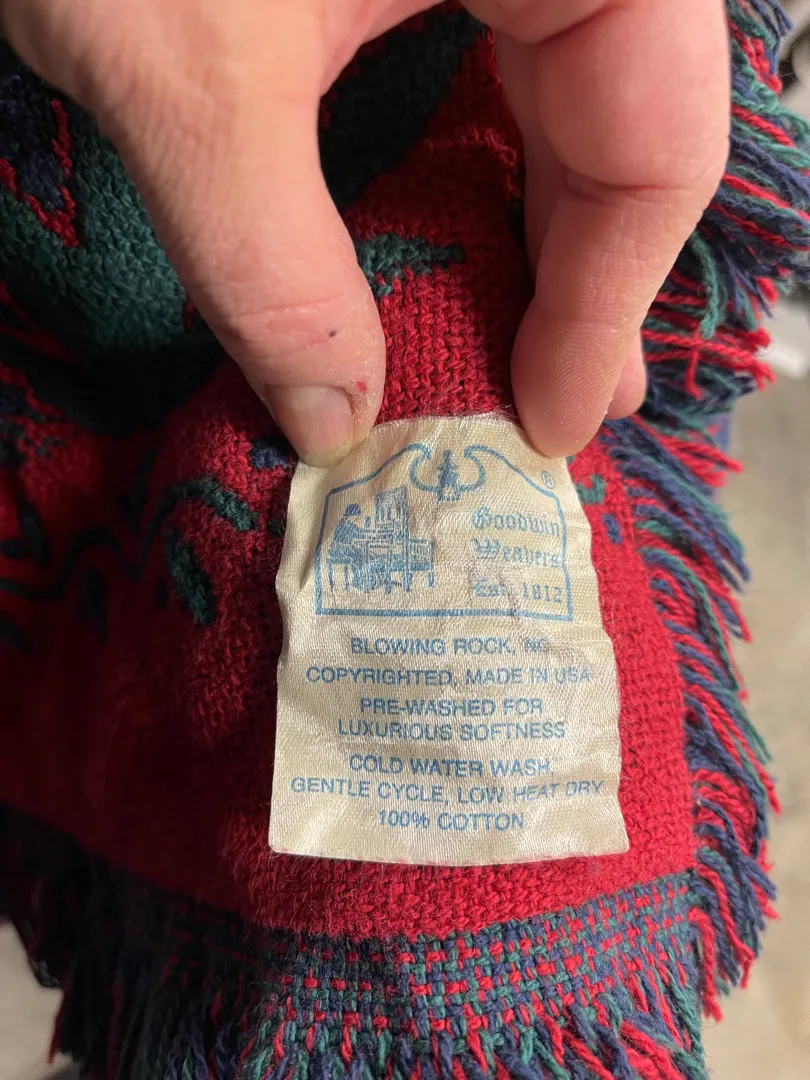 ®
Goodwin
Weavers
Est. 1812
BLOWING ROCK, NC
COPYRIGHTED, MADE IN USA
PRE-WASHED FOR
LUXURIOUS SOFTNESS
COLD WATER WASH,
GENTLE CYCLE, LOW HEAT DRY
100% COTTON